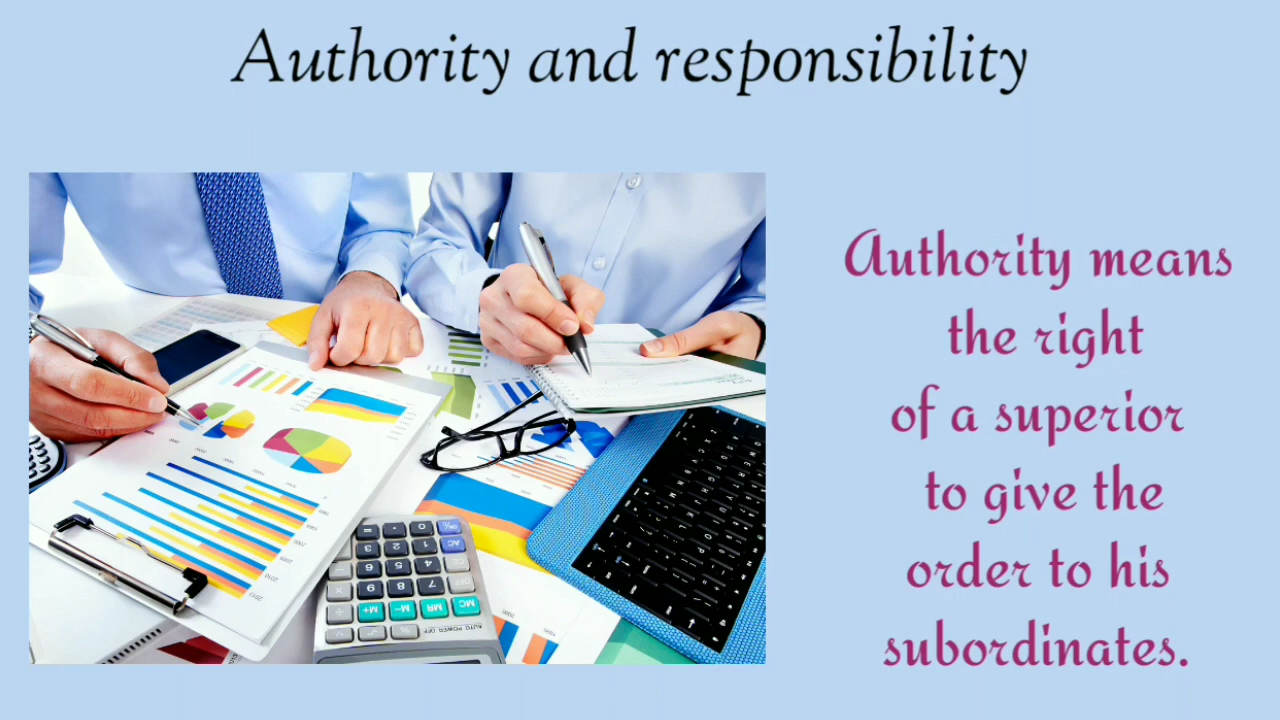 Authority and responsibility
Authority means
the right
of a superior
to give the
order to his
subordinates.